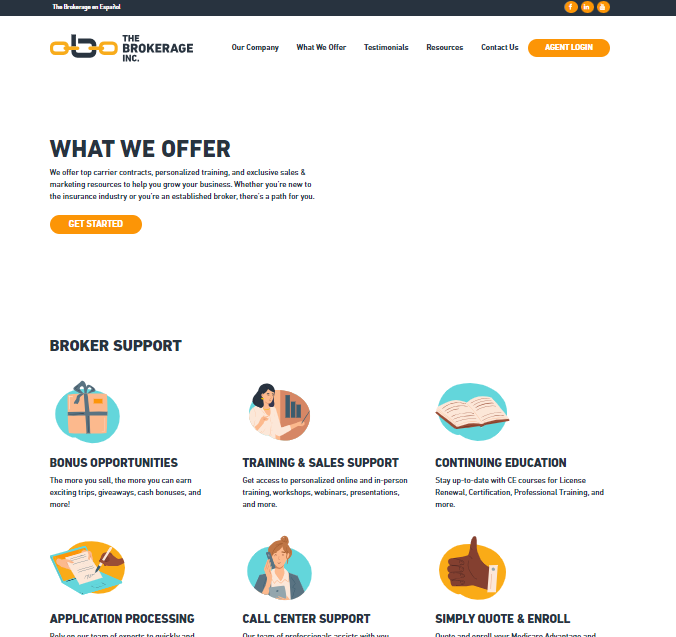 The Brokerage en Español
THE
BROKERAGE
INC.
Our Company
What We Offer
Testimonials
Resources
Contact Us
AGENT LOGIN
WHAT WE OFFER
We offer top carrier contracts, personalized training, and exclusive sales &
marketing resources to help you grow your business. Whether you're new to
the insurance industry or you're an established broker, there's a path for you.
GET STARTED
BROKER SUPPORT
BONUS OPPORTUNITIES
The more you sell, the more you can earn
exciting trips, giveaways, cash bonuses, and
more!
TRAINING & SALES SUPPORT
Get access to personalized online and in-person
training, workshops, webinars, presentations,
and more.
CONTINUING EDUCATION
Stay up-to-date with CE courses for License
Renewal, Certification, Professional Training, and
more.
APPLICATION PROCESSING
Rely on our team of experts to quickly and
CALL CENTER SUPPORT
Our team of professionals assists with you
SIMPLY QUOTE & ENROLL
Quote and enroll your Medicare Advantage and